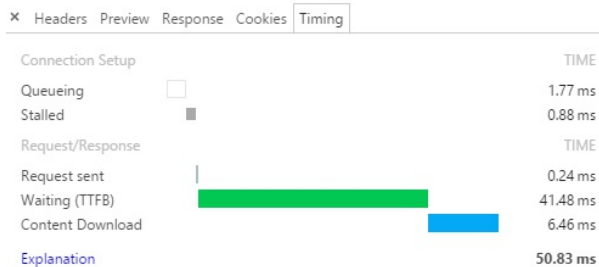 × Headers Preview Response Cookies Timing
Connection Setup TIME
Queueing 1.77 ms
Stalled 0.88 ms
Request/Response TIME
Request sent 0.24 ms
Waiting (TTFB) 41.48 ms
Content Download 6.46 ms
Explanation 50.83 ms